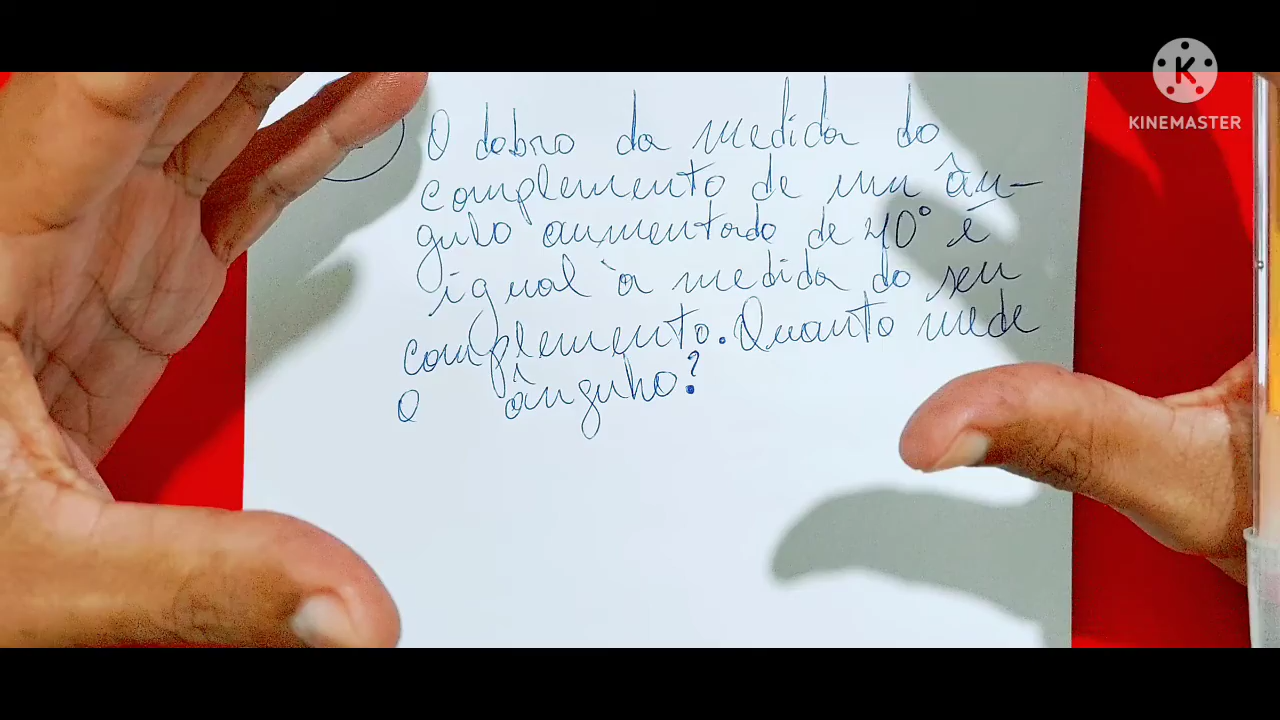 O dobro da medida do
complemento de um ân-
gulo aumentado de 40° é
igual à medida do seu
complemento. Quanto mede
o ângulo?
KINEMASTER